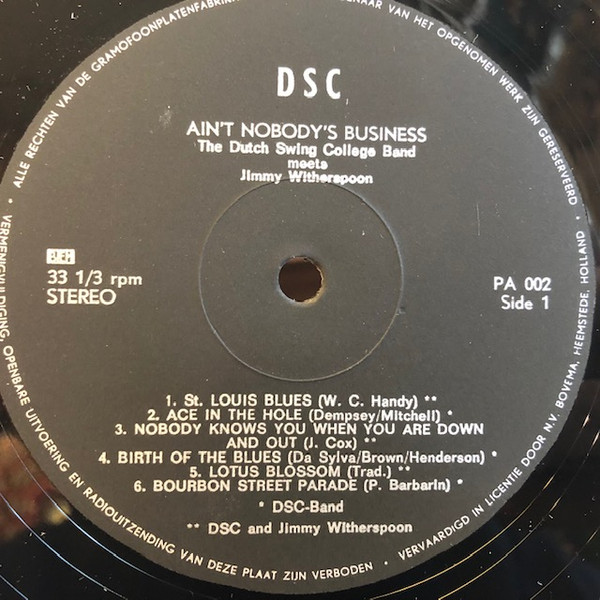 ALLE RECHTEN VAN DE GRAMOFOONPLATENFABRIK
NAAR VAN HET OPGENOMEN WERK ZIJN GERESERVEERD
DSC
AIN'T NOBODY'S BUSINESS
The Dutch Swing College Band
meets
Jimmy Witherspoon
33 1/3 rpm
STEREO
PA 002
Side 1
1. St. LOUIS BLUES (W. C. Handy) **
2. ACE IN THE HOLE (Dempsey/Mitchell) *
3. NOBODY KNOWS YOU WHEN YOU ARE DOWN
AND OUT (J. Cox) **
4. BIRTH OF THE BLUES (Da Sylva/Brown/Henderson) *
5. LOTUS BLOSSOM (Trad.) **
6. BOURBON STREET PARADE (P. Barbarin) *
* DSC-Band
** DSC and Jimmy Witherspoon
VERMENIGVULDIGING, OPENBARE UITVOERING EN RADIOUITZENDING VAN DEZE PLAAT ZIJN VERBODEN
VERVAARDIGD IN LICENTIE DOOR N.V. BOVEMA, HEEMSTEDE, HOLLAND